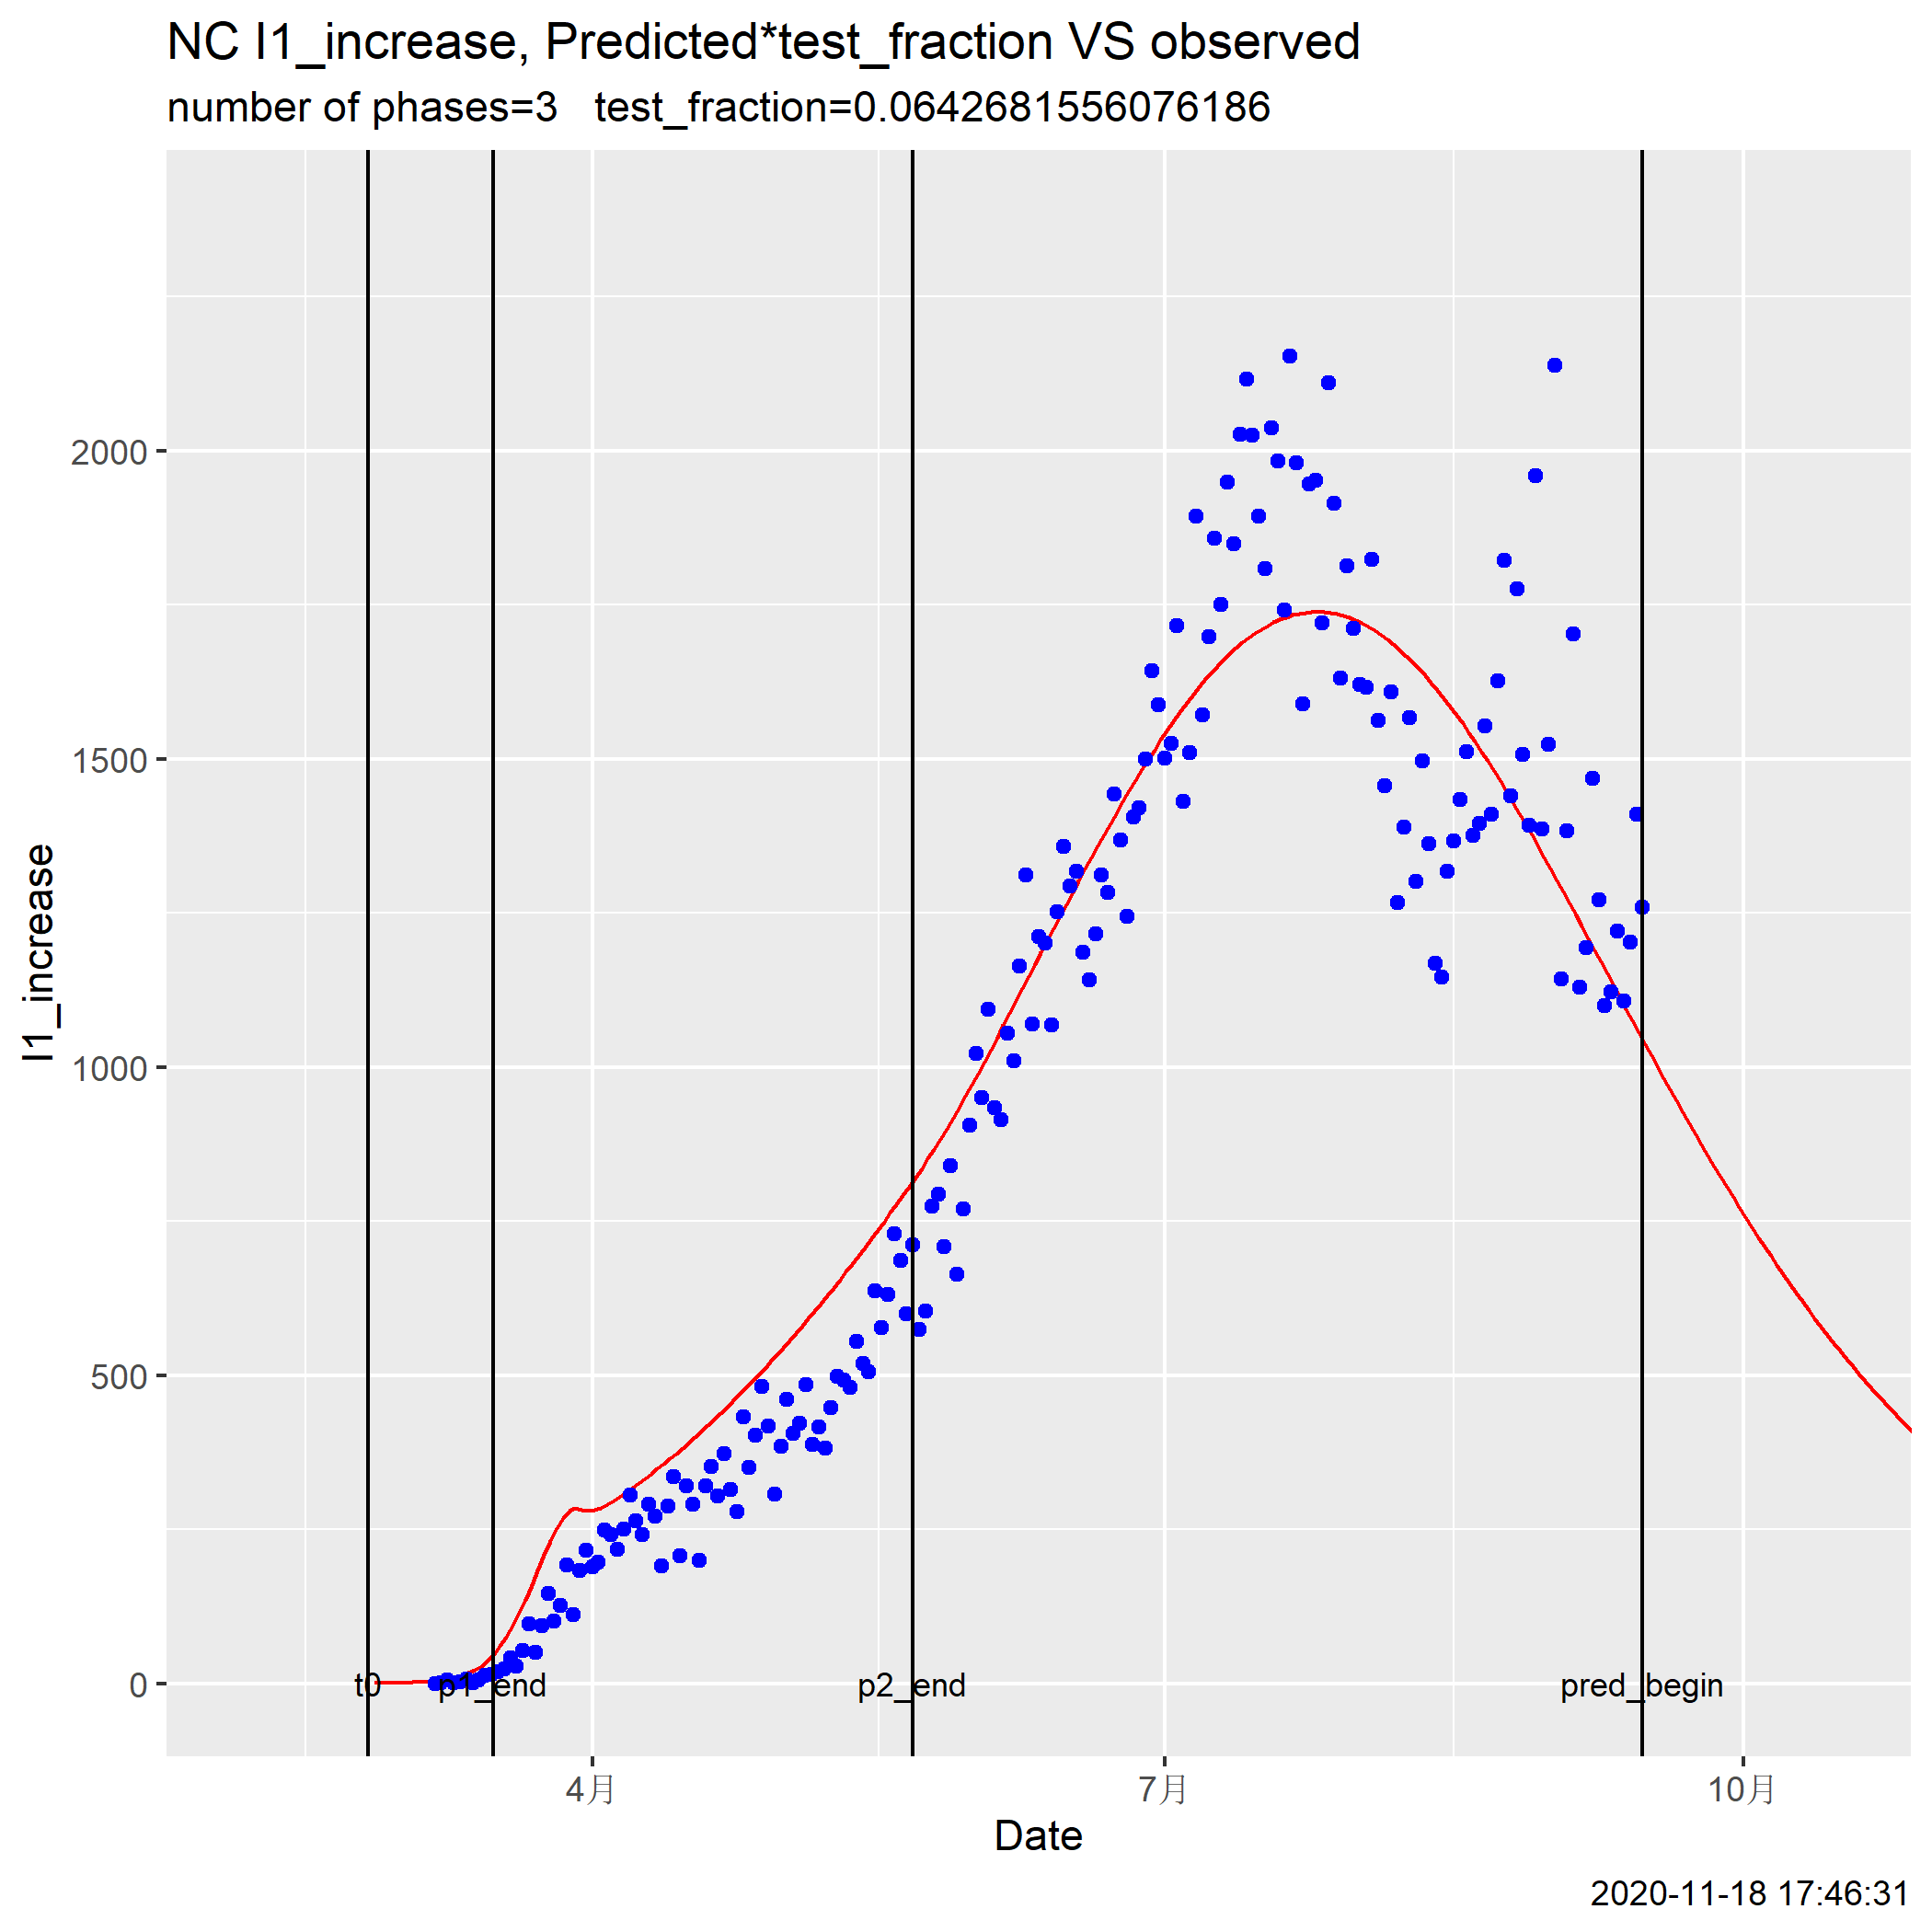 NC I1_increase, Predicted*test_fraction VS observed
number of phases=3 test_fraction=0.0642681556076186
I1_increase
2000
1500
1000
500
0
t0
p1_end
p2_end
pred_begin
4月
7月
10月
Date
2020-11-18 17:46:31